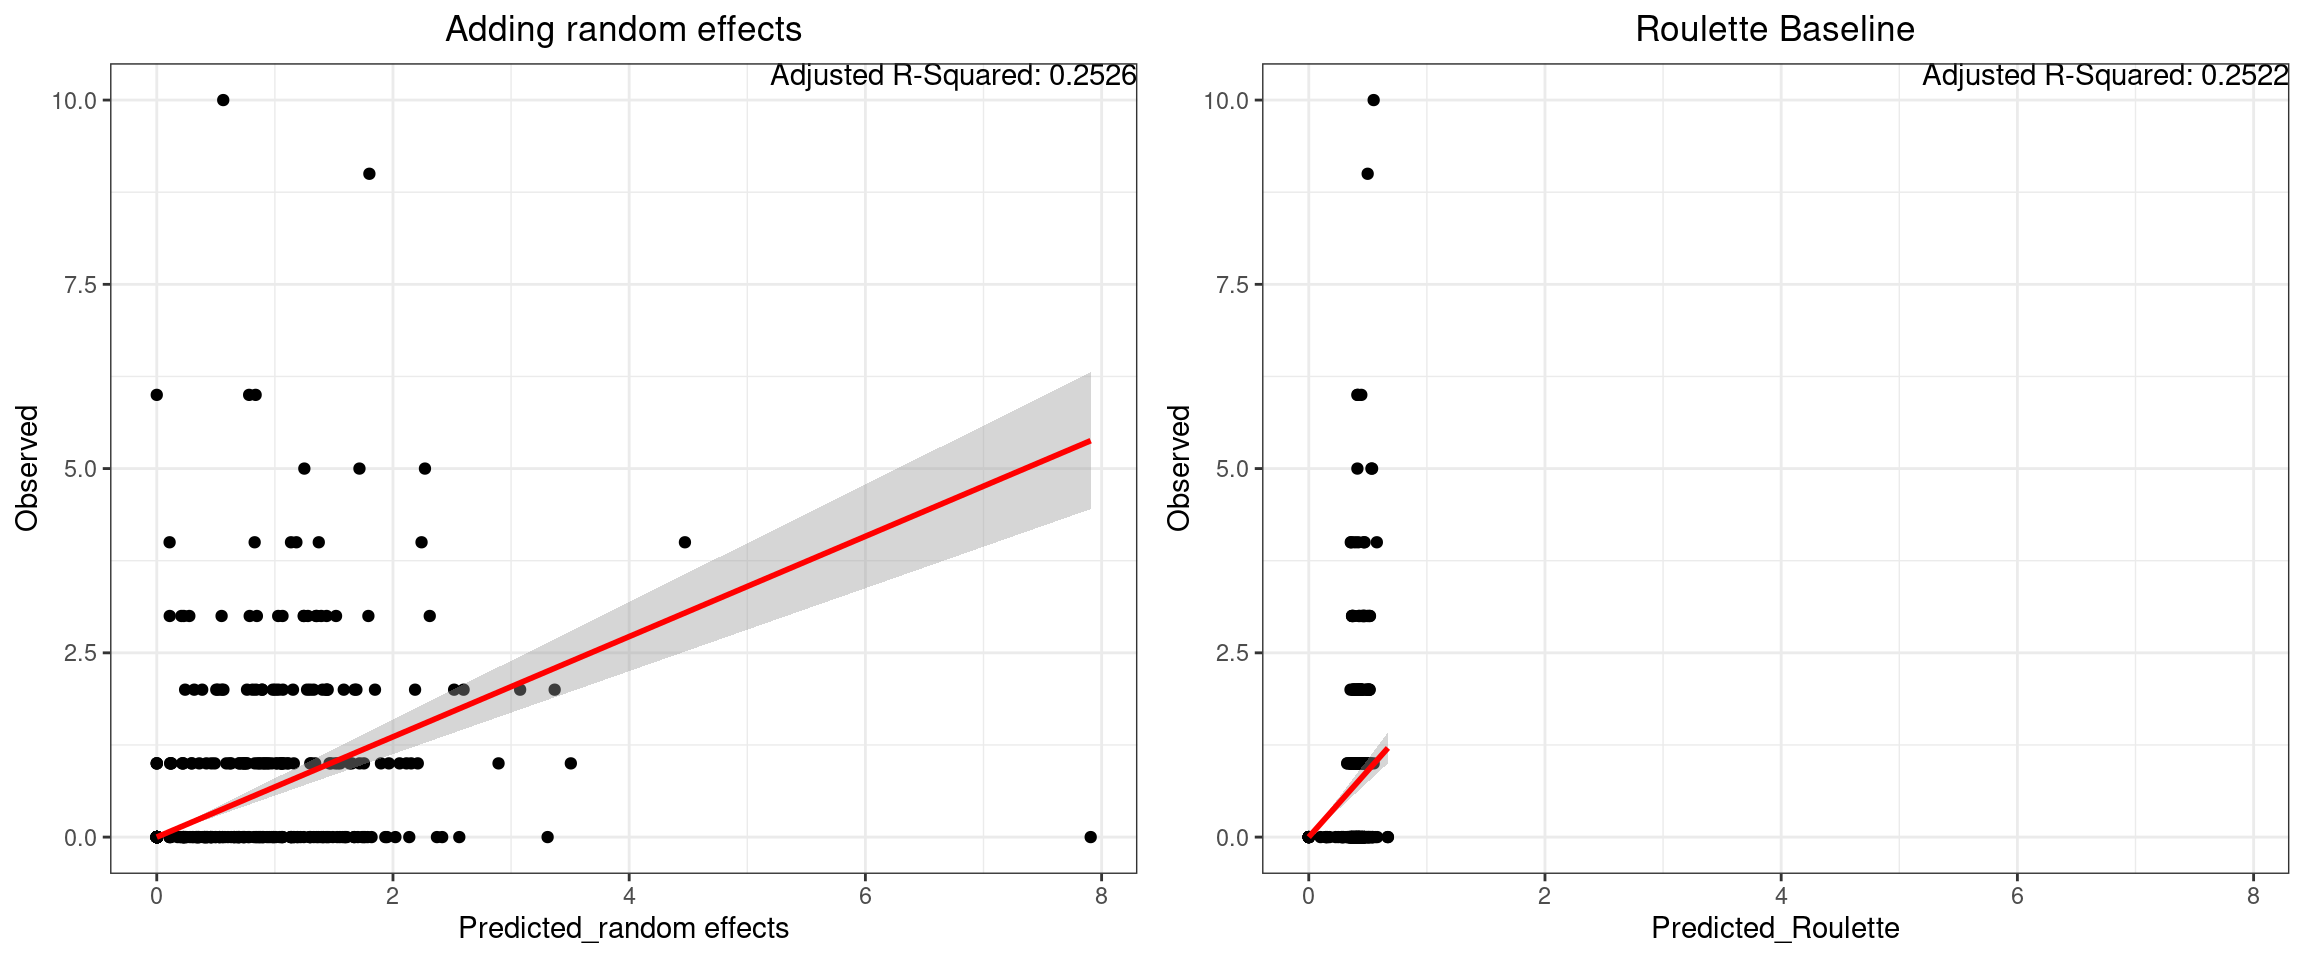 Adding random effects
Adjusted R-Squared: 0.2526
10.0
7.5
5.0
2.5
0.0
Observed
0 2 4 6 8
Predicted_random effects
Roulette Baseline
Adjusted R-Squared: 0.2522
10.0
7.5
5.0
2.5
0.0
Observed
0 2 4 6 8
Predicted_Roulette